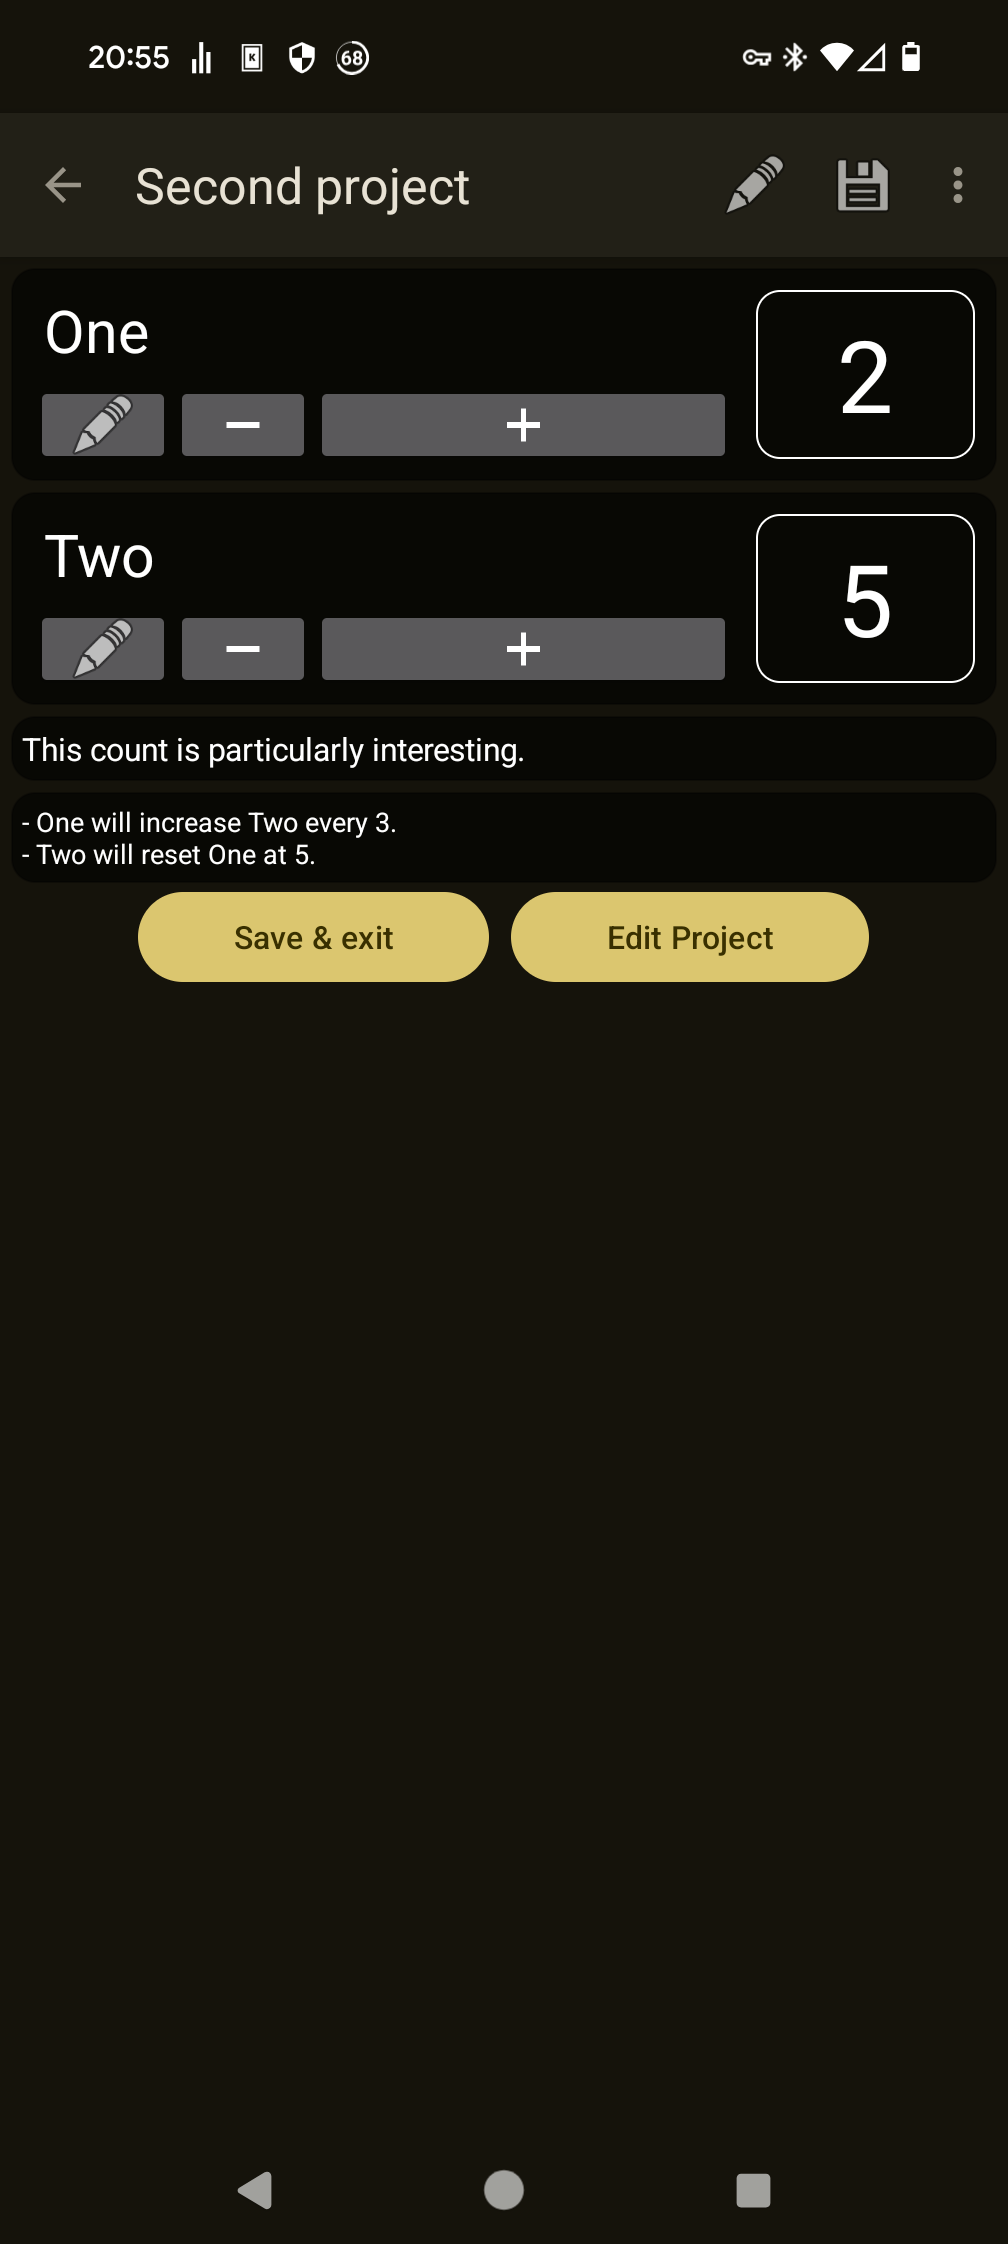 20:55 K 68
Second project
One
2
− +
Two
5
− +
This count is particularly interesting.
- One will increase Two every 3.
- Two will reset One at 5.
Save & exit Edit Project